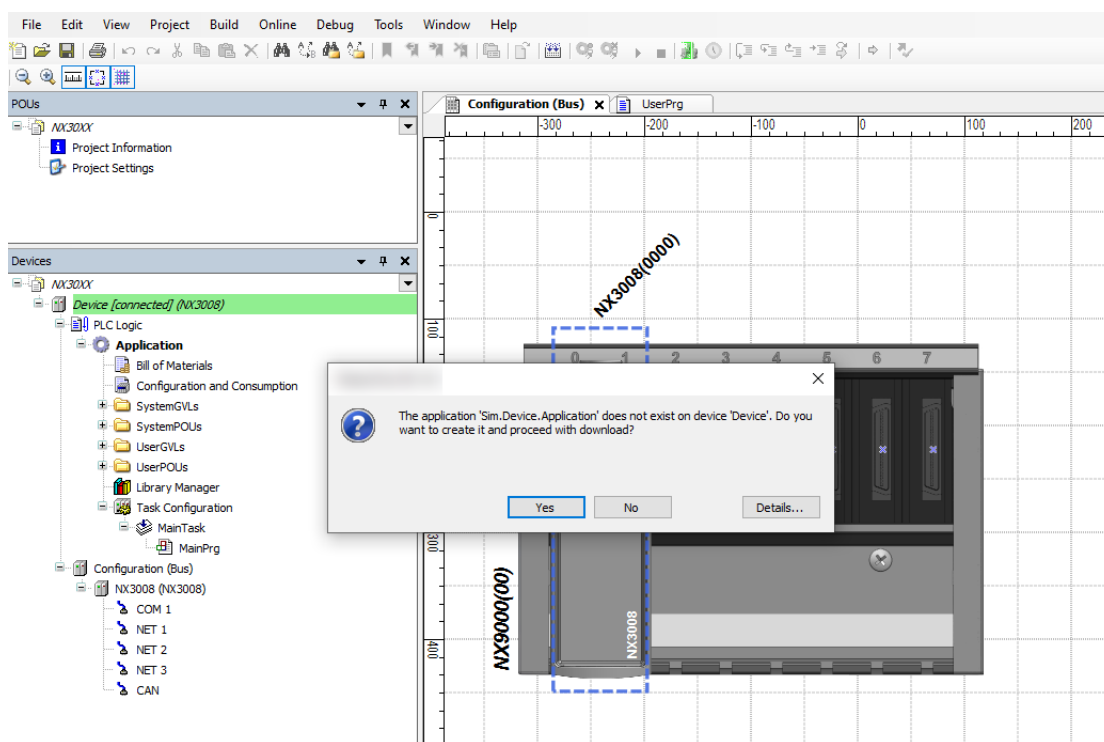 File Edit View Project Build Online Debug Tools Window Help
POUs
NX30XX
Project Information
Project Settings
Devices
NX30XX
Device [connected] (NX3008)
PLC Logic
Application
Bill of Materials
Configuration and Consumption
SystemGVLs
SystemPOUs
UserGVLs
UserPOUs
Library Manager
Task Configuration
MainTask
MainPrg
Configuration (Bus)
NX3008 (NX3008)
COM 1
NET 1
NET 2
NET 3
CAN
Configuration (Bus) UserPrg
-300 -200 -100 0 100 200
0
100
300
400
NX3008(0000)
0 1 2 3 4 5 6 7
The application 'Sim.Device.Application' does not exist on device 'Device'. Do you
want to create it and proceed with download?
Yes No Details...
NX9000(00)
NX3008